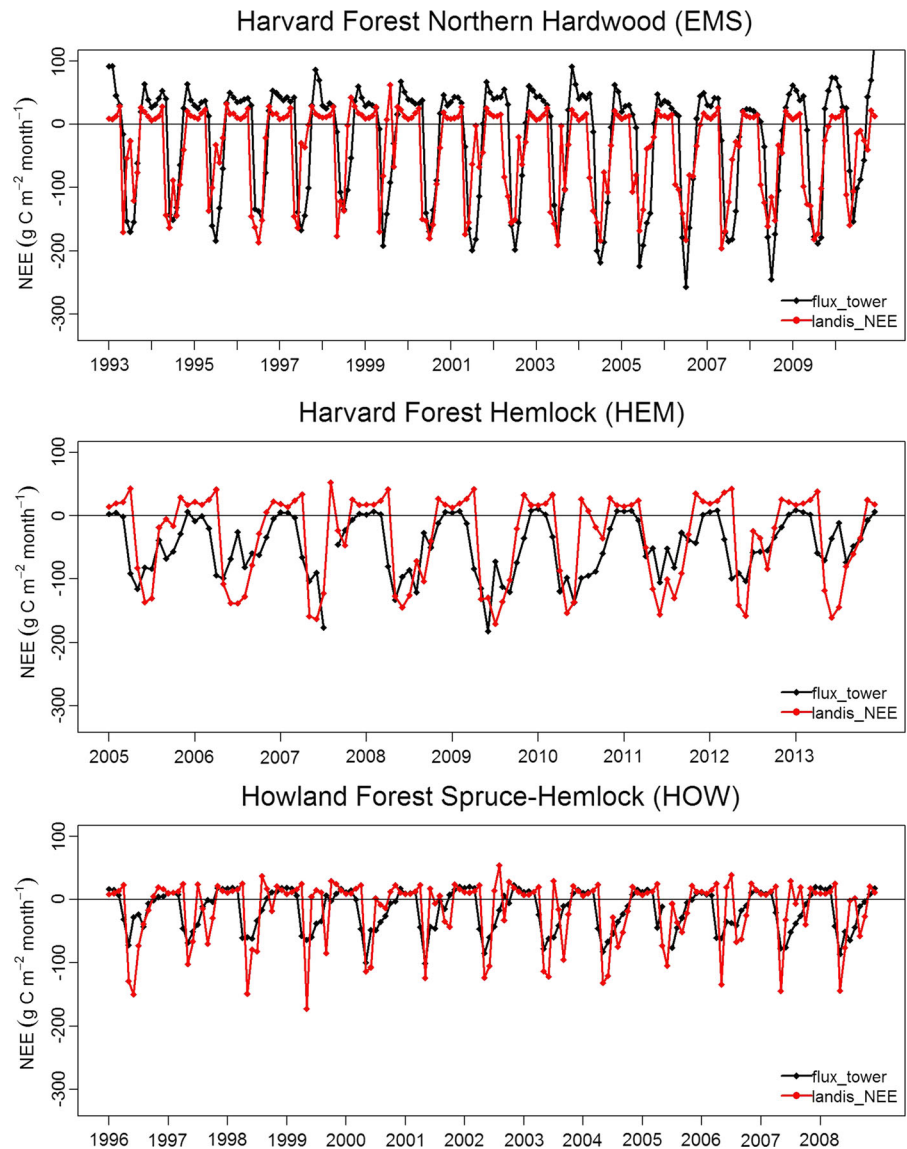 Harvard Forest Northern Hardwood (EMS)
NEE (g C m⁻² month⁻¹)
100
0
-100
-200
-300
flux_tower
landis_NEE
1993 1995 1997 1999 2001 2003 2005 2007 2009
Harvard Forest Hemlock (HEM)
NEE (g C m⁻² month⁻¹)
100
0
-100
-200
-300
flux_tower
landis_NEE
2005 2006 2007 2008 2009 2010 2011 2012 2013
Howland Forest Spruce-Hemlock (HOW)
NEE (g C m⁻² month⁻¹)
100
0
-100
-200
-300
flux_tower
landis_NEE
1996 1997 1998 1999 2000 2001 2002 2003 2004 2005 2006 2007 2008